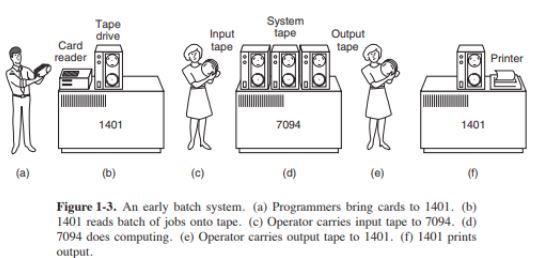 Tape
drive
Card
reader
Input
tape
System
tape
Output
tape
Printer
1401
7094
1401
(a)
(b)
(c)
(d)
(e)
(f)
Figure 1-3. An early batch system. (a) Programmers bring cards to 1401. (b)
1401 reads batch of jobs onto tape. (c) Operator carries input tape to 7094. (d)
7094 does computing. (e) Operator carries output tape to 1401. (f) 1401 prints
output.